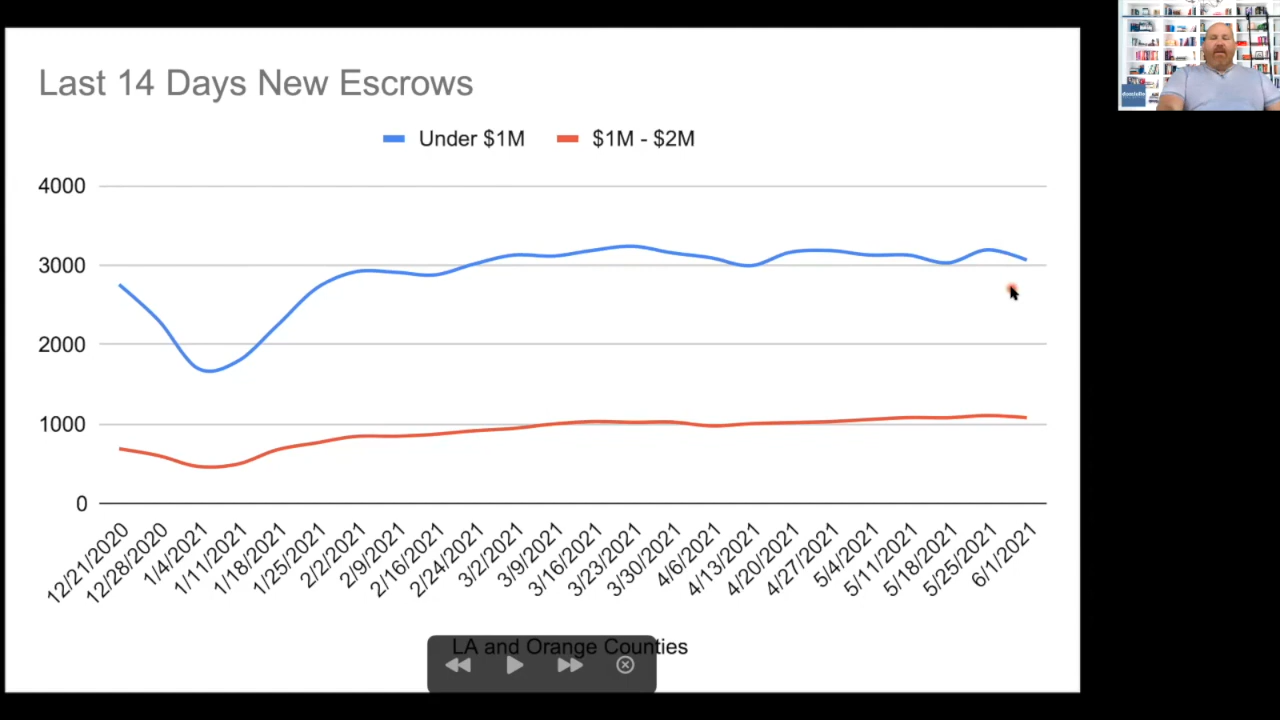 Last 14 Days New Escrows
Under $1M $1M - $2M
4000
3000
2000
1000
0
12/21/2020 12/28/2020 1/4/2021 1/11/2021 1/18/2021 1/25/2021 2/2/2021 2/9/2021 2/16/2021 2/24/2021 3/2/2021 3/9/2021 3/16/2021 3/23/2021 3/30/2021 4/6/2021 4/13/2021 4/20/2021 4/27/2021 5/4/2021 5/11/2021 5/18/2021 5/25/2021 6/1/2021
LA and Orange Counties